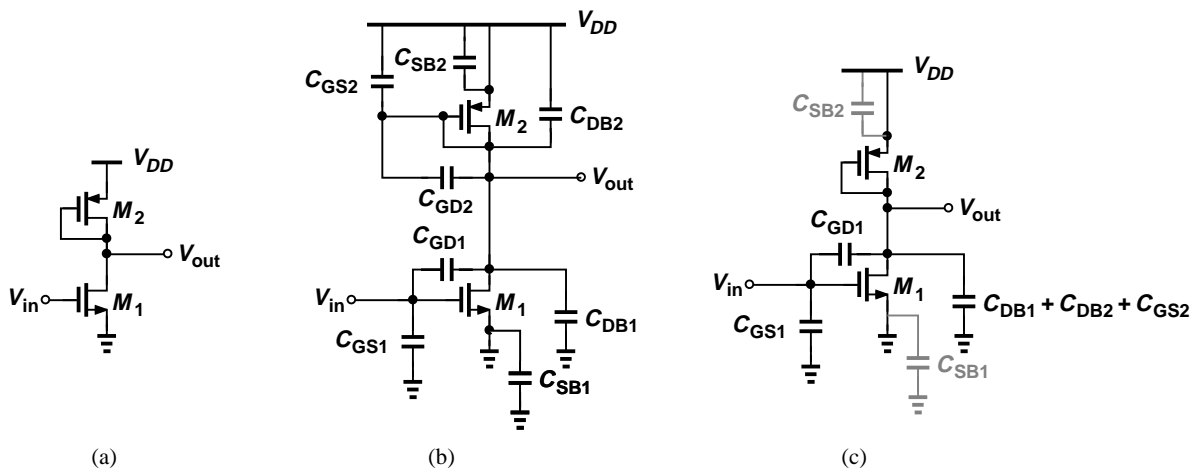 V_DD
M_2
V_out
V_in
M_1
(a)
V_DD
C_SB2
C_GS2
M_2
C_DB2
V_out
C_GD2
C_GD1
V_in
M_1
C_GS1
C_DB1
C_SB1
(b)
V_DD
C_SB2
M_2
V_out
C_GD1
V_in
M_1
C_GS1
C_DB1 + C_DB2 + C_GS2
C_SB1
(c)